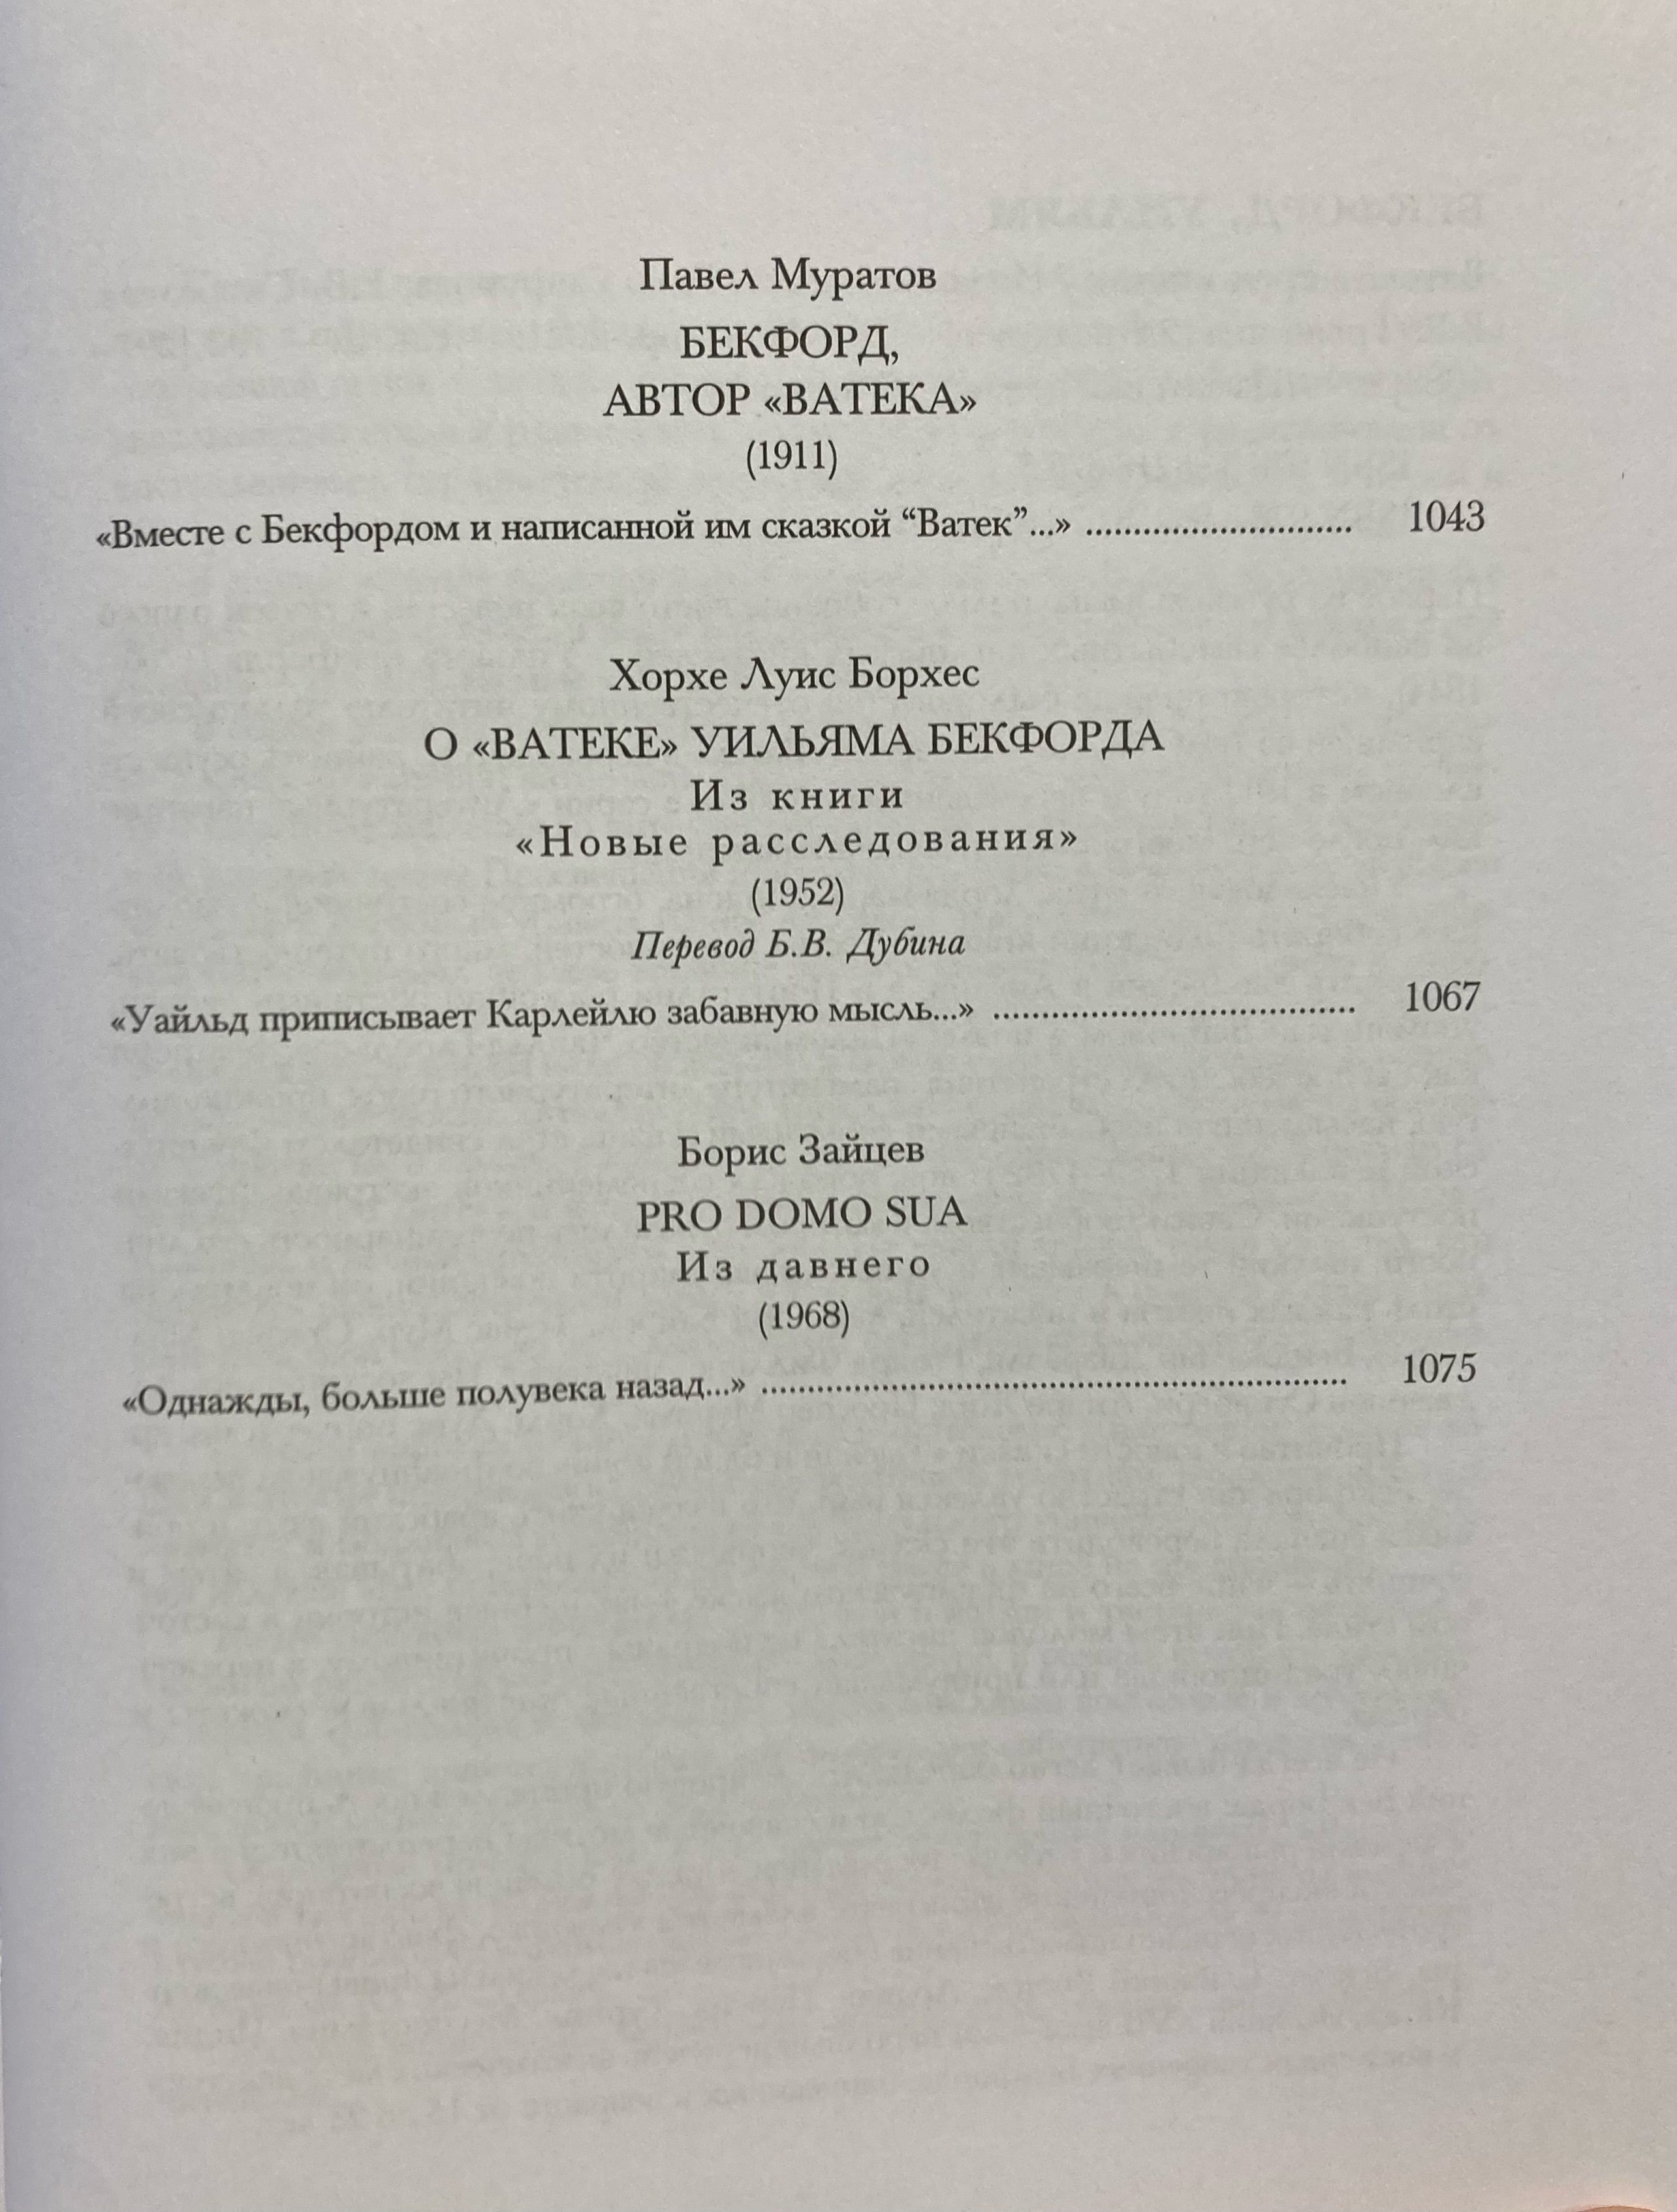 Павел Муратов
БЕКФОРД,
АВТОР «ВАТЕКА»
(1911)
«Вместе с Бекфордом и написанной им сказкой “Ватек”...» .............................. 1043
Хорхе Луис Борхес
О «ВАТЕКЕ» УИЛЬЯМА БЕКФОРДА
Из книги
«Новые расследования»
(1952)
Перевод Б.В. Дубина
«Уайльд приписывает Карлейлю забавную мысль...» ........................................ 1067
Борис Зайцев
PRO DOMO SUA
Из давнего
(1968)
«Однажды, больше полувека назад...» ................................................................. 1075